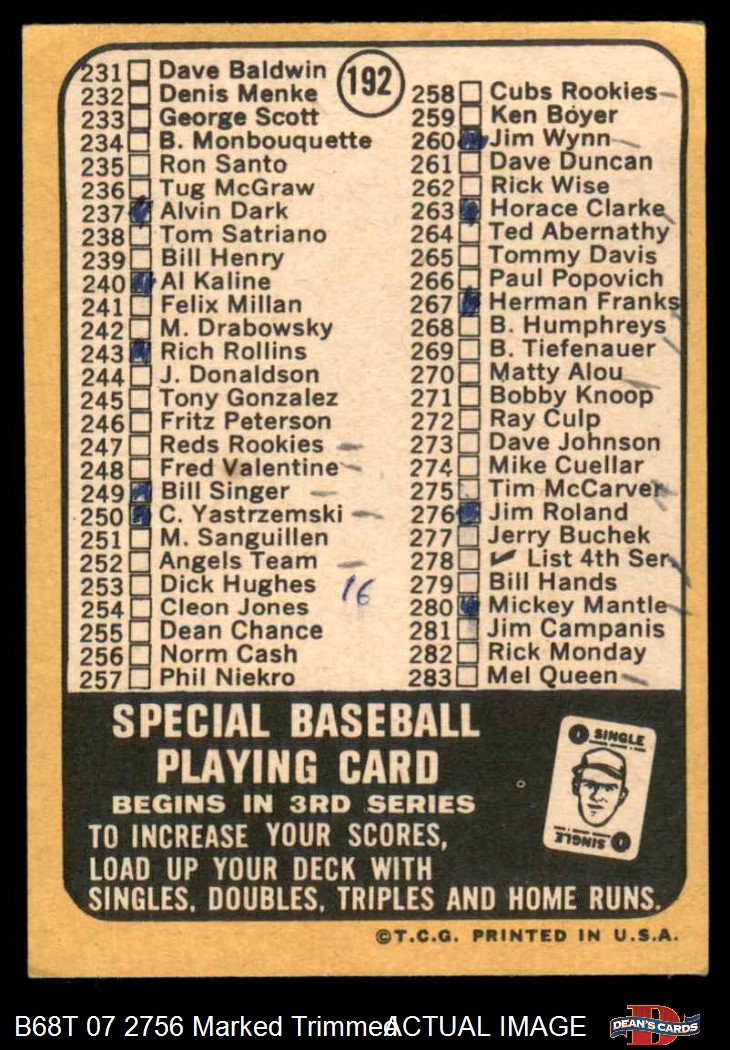 192
231 Dave Baldwin
232 Denis Menke
233 George Scott
234 B. Monbouquette
235 Ron Santo
236 Tug McGraw
237 Alvin Dark
238 Tom Satriano
239 Bill Henry
240 Al Kaline
241 Felix Millan
242 M. Drabowsky
243 Rich Rollins
244 J. Donaldson
245 Tony Gonzalez
246 Fritz Peterson
247 Reds Rookies
248 Fred Valentine
249 Bill Singer
250 C. Yastrzemski
251 M. Sanguillen
252 Angels Team
253 Dick Hughes
254 Cleon Jones
255 Dean Chance
256 Norm Cash
257 Phil Niekro
16
258 Cubs Rookies
259 Ken Boyer
260 Jim Wynn
261 Dave Duncan
262 Rick Wise
263 Horace Clarke
264 Ted Abernathy
265 Tommy Davis
266 Paul Popovich
267 Herman Franks
268 B. Humphreys
269 B. Tiefenauer
270 Matty Alou
271 Bobby Knoop
272 Ray Culp
273 Dave Johnson
274 Mike Cuellar
275 Tim McCarver
276 Jim Roland
277 Jerry Buchek
278 ✓ List 4th Ser.
279 Bill Hands
280 Mickey Mantle
281 Jim Campanis
282 Rick Monday
283 Mel Queen
SPECIAL BASEBALL
PLAYING CARD
BEGINS IN 3RD SERIES
TO INCREASE YOUR SCORES,
LOAD UP YOUR DECK WITH
SINGLES, DOUBLES, TRIPLES AND HOME RUNS.
SINGLE
SINGLE
©T.C.G. PRINTED IN U.S.A.
B68T 07 2756 Marked Trimmed ACTUAL IMAGE
DEAN'S CARDS